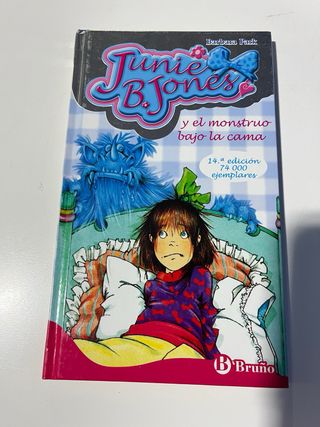 Barbara Park
Junie
B. Jones
y el monstruo
bajo la cama
14.ª edición
74 000
ejemplares
B Bruño